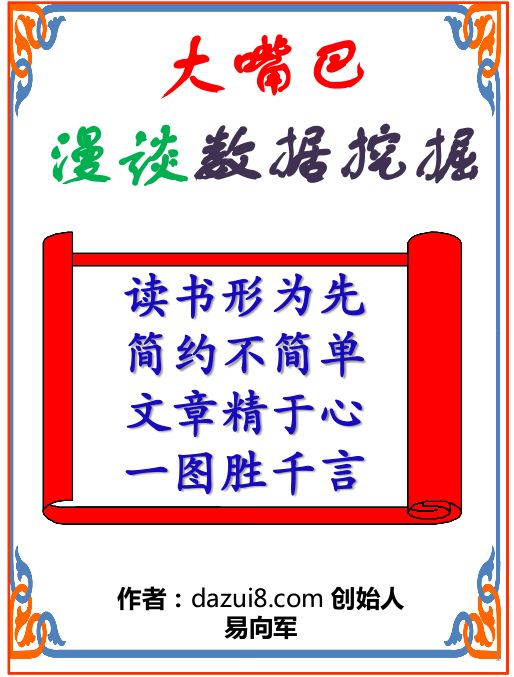 大嘴巴
漫谈数据挖掘
读书形为先
简约不简单
文章精于心
一图胜千言
作者：dazui8.com 创始人
易向军